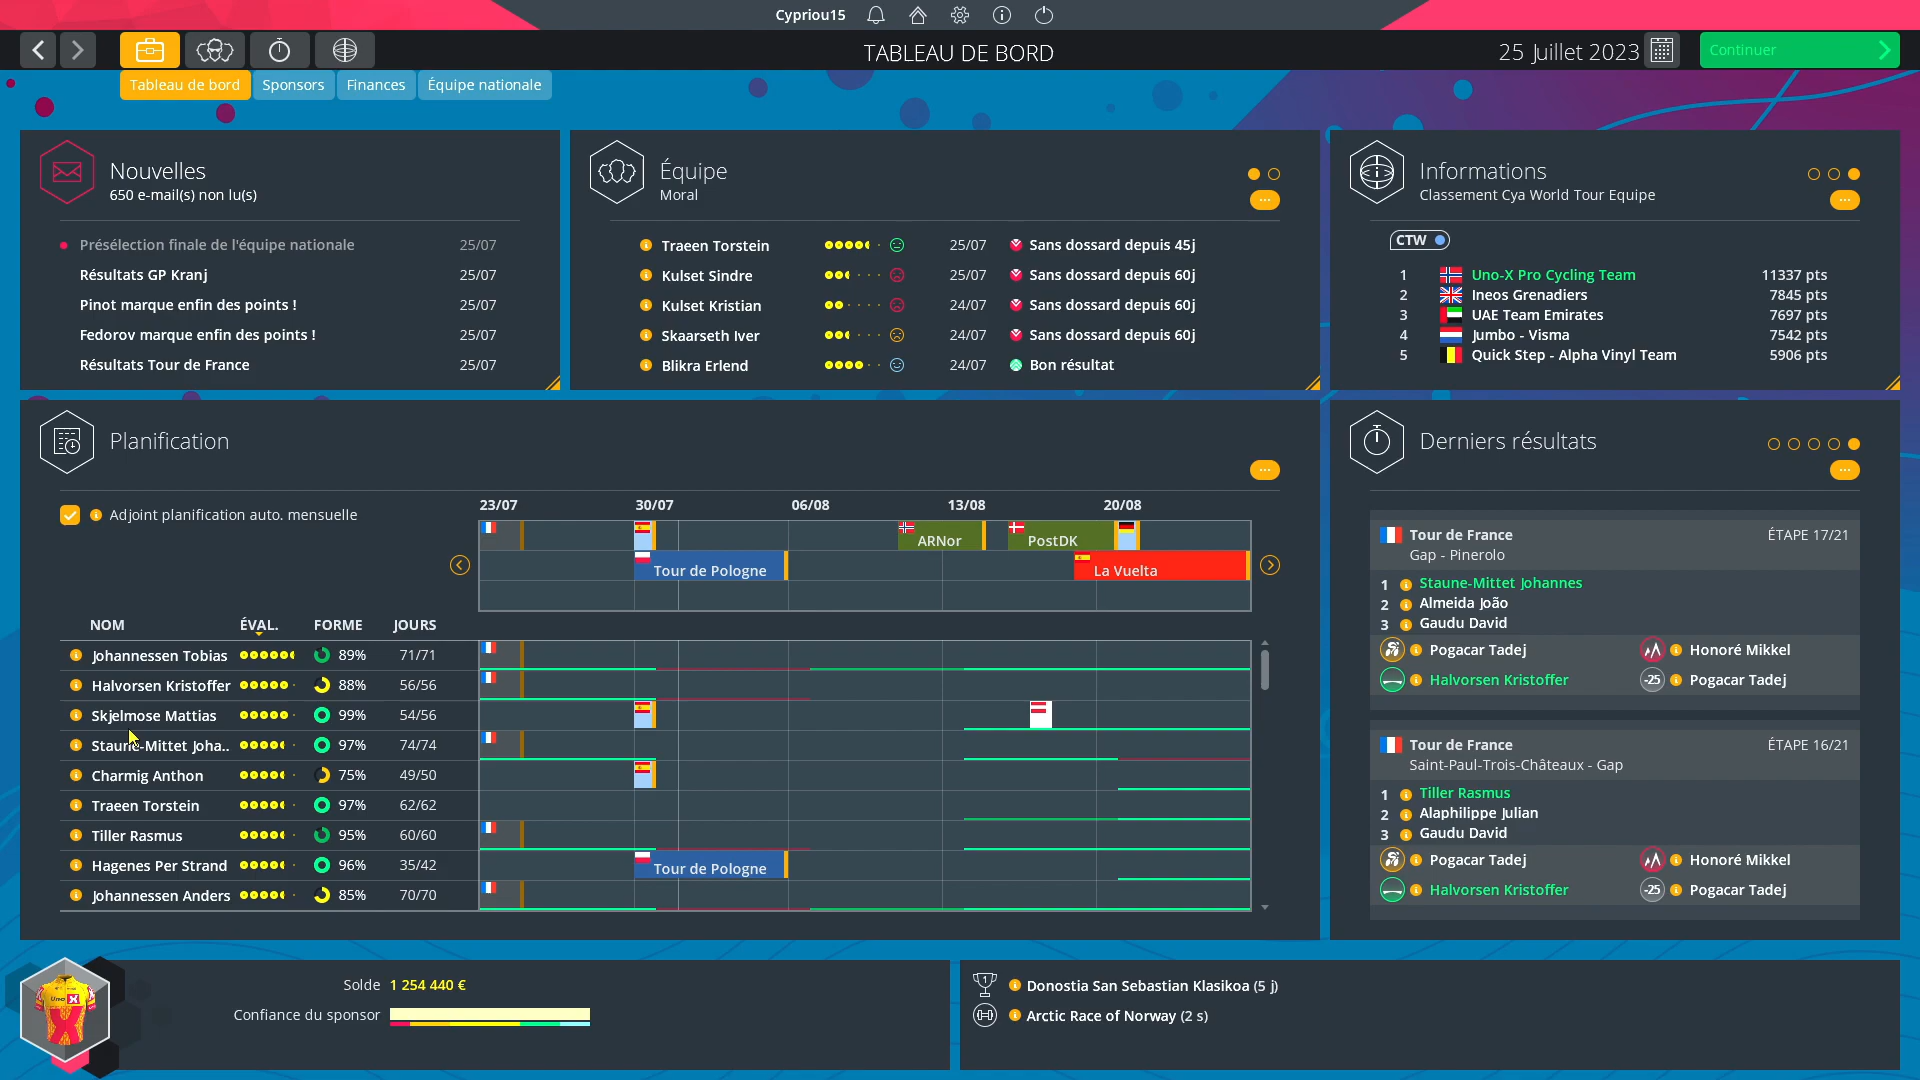 Cypriou15
TABLEAU DE BORD
25 Juillet 2023
Continuer
Tableau de bord
Sponsors
Finances
Équipe nationale
Nouvelles
650 e-mail(s) non lu(s)
Présélection finale de l'équipe nationale 25/07
Résultats GP Kranj 25/07
Pinot marque enfin des points ! 25/07
Fedorov marque enfin des points ! 25/07
Résultats Tour de France 25/07
Équipe
Moral
Traeen Torstein 25/07 Sans dossard depuis 45j
Kulset Sindre 25/07 Sans dossard depuis 60j
Kulset Kristian 24/07 Sans dossard depuis 60j
Skaarseth Iver 24/07 Sans dossard depuis 60j
Blikra Erlend 24/07 Bon résultat
Informations
Classement Cya World Tour Equipe
CTW
1 Uno-X Pro Cycling Team 11337 pts
2 Ineos Grenadiers 7845 pts
3 UAE Team Emirates 7697 pts
4 Jumbo - Visma 7542 pts
5 Quick Step - Alpha Vinyl Team 5906 pts
Planification
Adjoint planification auto. mensuelle
23/07 30/07 06/08 13/08 20/08
ARNor PostDK
Tour de Pologne La Vuelta
NOM ÉVAL. FORME JOURS
Johannessen Tobias 89% 71/71
Halvorsen Kristoffer 88% 56/56
Skjelmose Mattias 99% 54/56
Staune-Mittet Joha.. 97% 74/74
Charmig Anthon 75% 49/50
Traeen Torstein 97% 62/62
Tiller Rasmus 95% 60/60
Hagenes Per Strand 96% 35/42 Tour de Pologne
Johannessen Anders 85% 70/70
Derniers résultats
Tour de France ÉTAPE 17/21
Gap - Pinerolo
1 Staune-Mittet Johannes
2 Almeida João
3 Gaudu David
Pogacar Tadej Honoré Mikkel
Halvorsen Kristoffer -25 Pogacar Tadej
Tour de France ÉTAPE 16/21
Saint-Paul-Trois-Châteaux - Gap
1 Tiller Rasmus
2 Alaphilippe Julian
3 Gaudu David
Pogacar Tadej Honoré Mikkel
Halvorsen Kristoffer -25 Pogacar Tadej
Solde 1 254 440 €
Confiance du sponsor
Donostia San Sebastian Klasikoa (5 j)
Arctic Race of Norway (2 s)